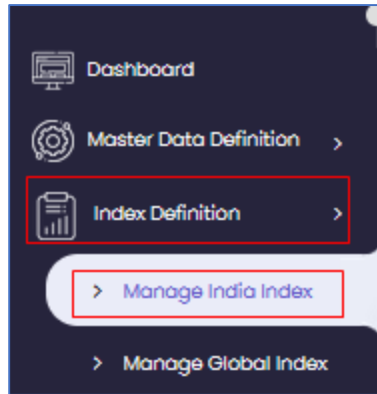 Dashboard
Master Data Definition
Index Definition
Manage India Index
Manage Global Index